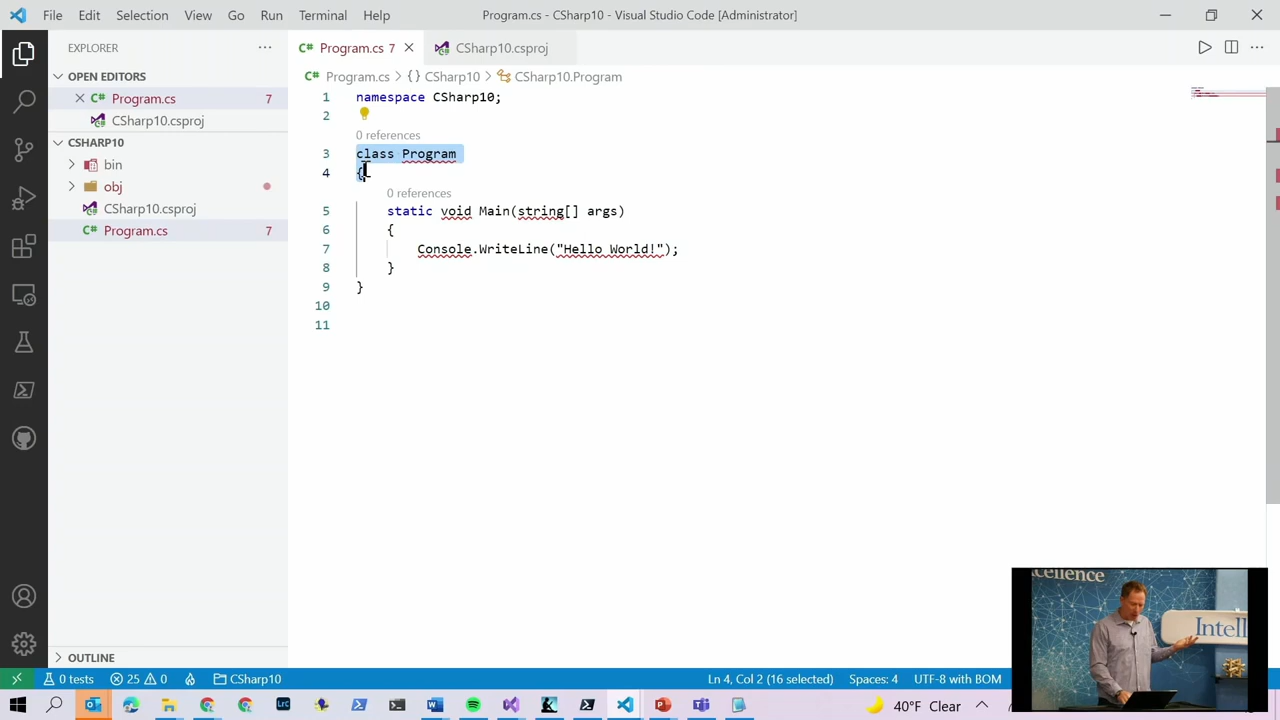 File Edit Selection View Go Run Terminal Help Program.cs - CSharp10 - Visual Studio Code [Administrator]
EXPLORER
OPEN EDITORS
Program.cs 7
CSharp10.csproj
CSHARP10
bin
obj
CSharp10.csproj
Program.cs 7
OUTLINE
C# Program.cs 7 CSharp10.csproj
C# Program.cs > {} CSharp10 > CSharp10.Program
1 namespace CSharp10;
2
0 references
3 class Program
4 {
0 references
5 static void Main(string[] args)
6 {
7 Console.WriteLine("Hello World!");
8 }
9 }
10
11
xcellence
Intell
0 tests 25 0 CSharp10 Ln 4, Col 2 (16 selected) Spaces: 4 UTF-8 with BOM
Lrc 40°F Clear